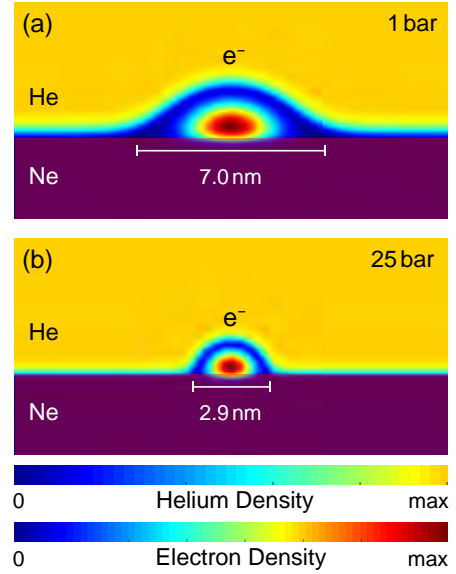 (a) 1 bar
e⁻
He
Ne
7.0 nm
(b) 25 bar
He
e⁻
Ne
2.9 nm
0 Helium Density max
0 Electron Density max